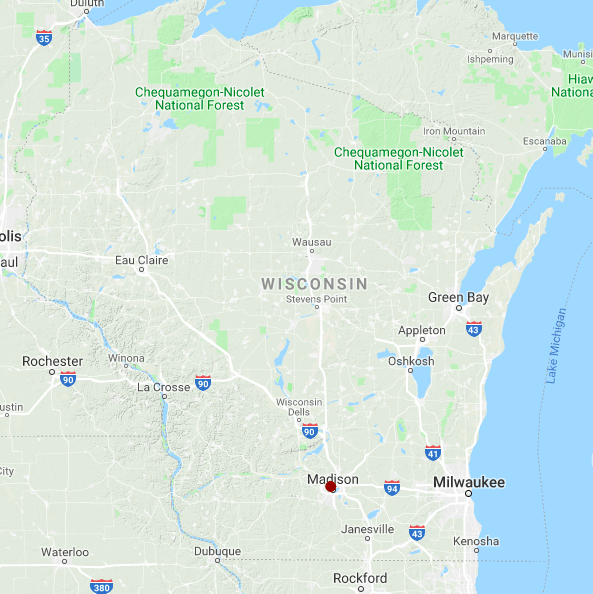 Duluth
35
Marquette
Ishpeming
Munisi
Hiaw
National
Chequamegon-Nicolet
National Forest
Iron Mountain
Escanaba
Chequamegon-Nicolet
National Forest
olis
aul
Wausau
Eau Claire
WISCONSIN
Stevens Point
Green Bay
43
Appleton
Lake Michigan
Oshkosh
Rochester
90
Winona
La Crosse
90
ustin
Wisconsin
Dells
90
41
City
Madison
94
Milwaukee
Janesville
43
Kenosha
Waterloo
Dubuque
380
Rockford